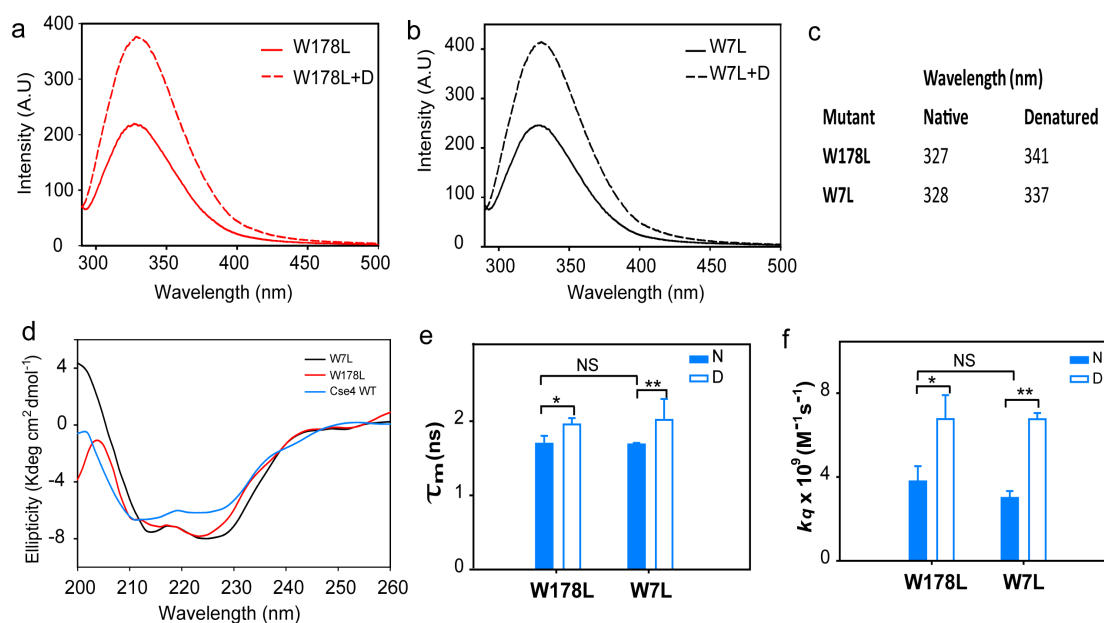 a
400
300
200
100
0
Intensity (A.U)
W178L
W178L+D
300
350
400
450
500
Wavelength (nm)
b
400
300
200
100
0
Intensity (A.U)
W7L
W7L+D
300
350
400
450
500
Wavelength (nm)
c
Wavelength (nm)
Mutant Native Denatured
W178L 327 341
W7L 328 337
d
4
0
-4
-8
Ellipticity (Kdeg cm² dmol⁻¹)
W7L
W178L
Cse4 WT
200
210
220
230
240
250
260
Wavelength (nm)
e
N
D
NS
*
**
2
1
0
τm(ns)
W178L
W7L
f
N
D
NS
*
**
8
4
0
kq x 10⁹ (M⁻¹s⁻¹)
W178L
W7L